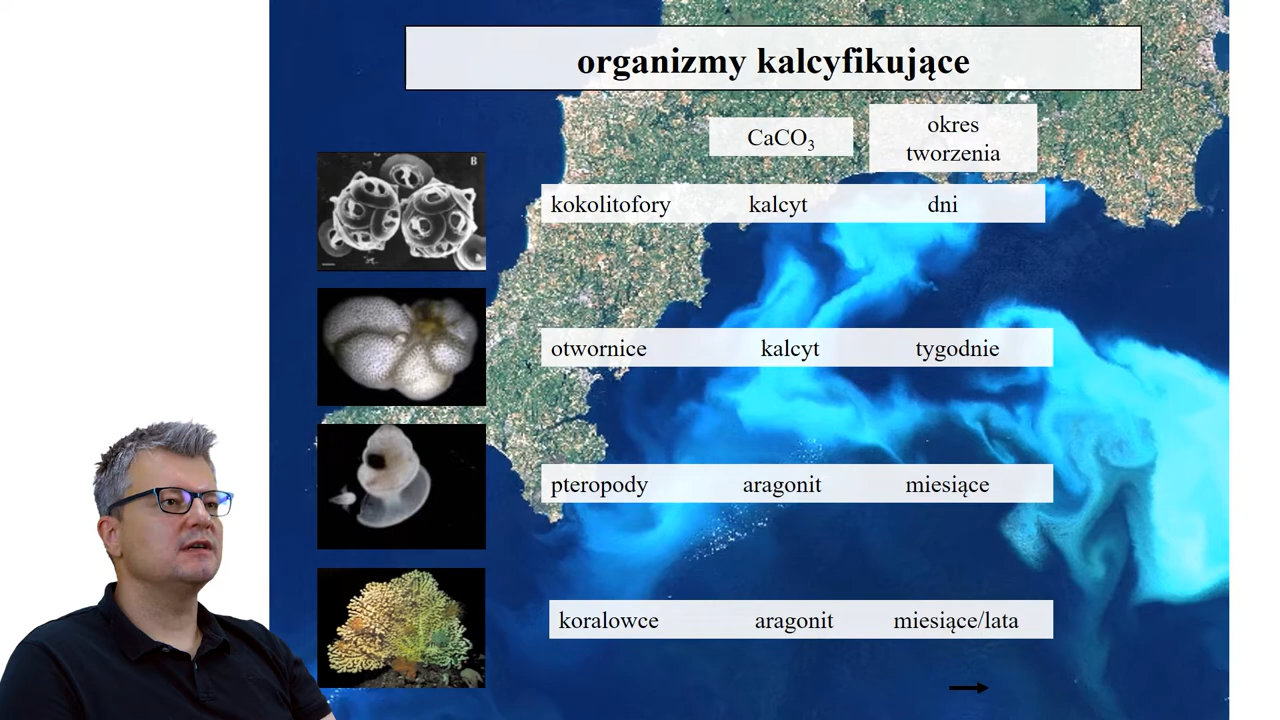 organizmy kalcyfikujące
CaCO₃
okres
tworzenia
B
kokolitofory kalcyt dni
otwornice kalcyt tygodnie
pteropody aragonit miesiące
koralowce aragonit miesiące/lata